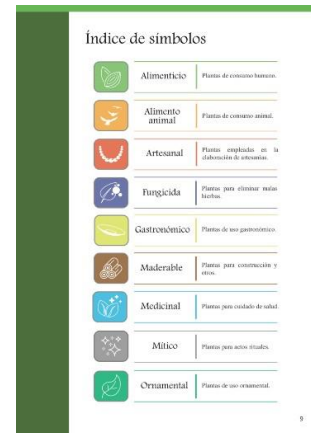 Índice de símbolos
Alimenticio
Plantas de consumo humano.
Alimento
animal
Plantas de consumo animal.
Artesanal
Plantas empleadas en la
elaboración de artesanías.
Fungicida
Plantas para eliminar malas
hierbas.
Gastronómico
Plantas de uso gastronómico.
Maderable
Plantas para construcción y
otros.
Medicinal
Plantas para cuidado de salud.
Mítico
Plantas para actos rituales.
Ornamental
Plantas de uso ornamental.
9